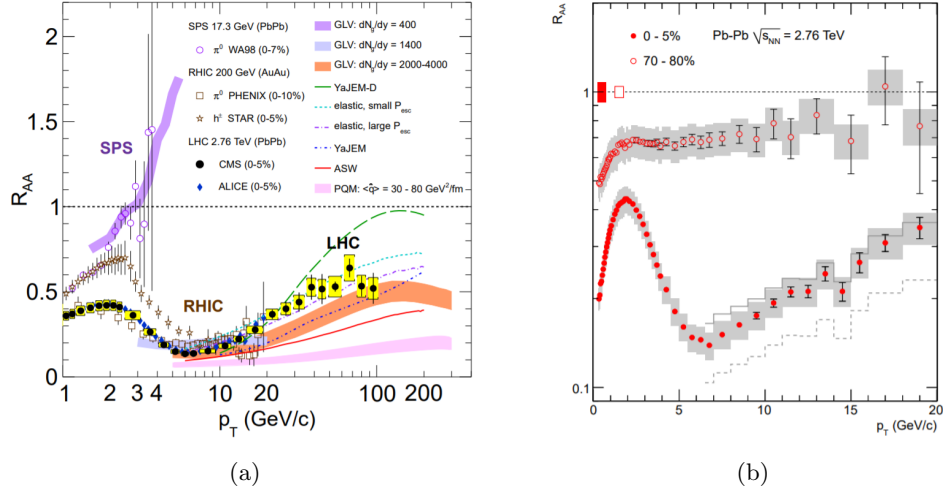 SPS 17.3 GeV (PbPb)
π⁰ WA98 (0-7%)
RHIC 200 GeV (AuAu)
π⁰ PHENIX (0-10%)
h± STAR (0-5%)
LHC 2.76 TeV (PbPb)
CMS (0-5%)
ALICE (0-5%)
GLV: dN_g/dy = 400
GLV: dN_g/dy = 1400
GLV: dN_g/dy = 2000-4000
YaJEM-D
elastic, small P_esc
elastic, large P_esc
YaJEM
ASW
PQM: <q̂> = 30 - 80 GeV²/fm
SPS
RHIC
LHC
R_AA
2
1.5
1
0.5
0
1 2 3 4 10 20 100 200
p_T (GeV/c)
(a)
R_AA
0 - 5%
70 - 80%
Pb-Pb √s_NN = 2.76 TeV
1
0.1
0 5 10 15 20
p_T (GeV/c)
(b)